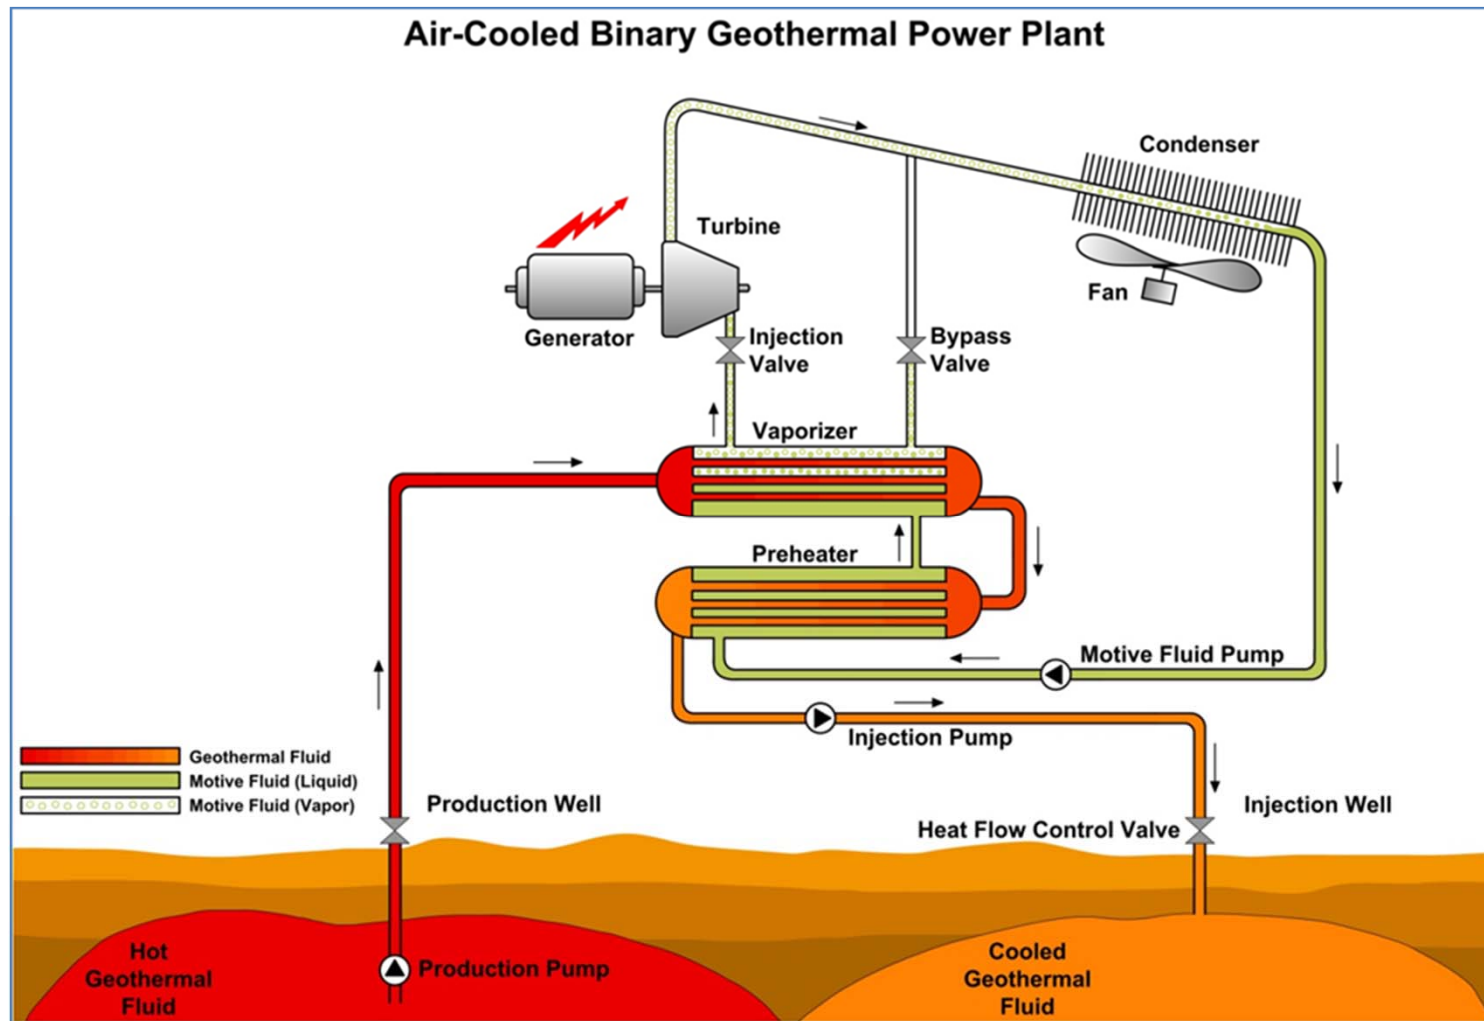 Air-Cooled Binary Geothermal Power Plant
Condenser
Turbine
Fan
Generator
Injection
Valve
Bypass
Valve
Vaporizer
Preheater
Motive Fluid Pump
Injection Pump
Geothermal Fluid
Motive Fluid (Liquid)
Motive Fluid (Vapor)
Production Well
Injection Well
Heat Flow Control Valve
Hot
Geothermal
Fluid
Production Pump
Cooled
Geothermal
Fluid